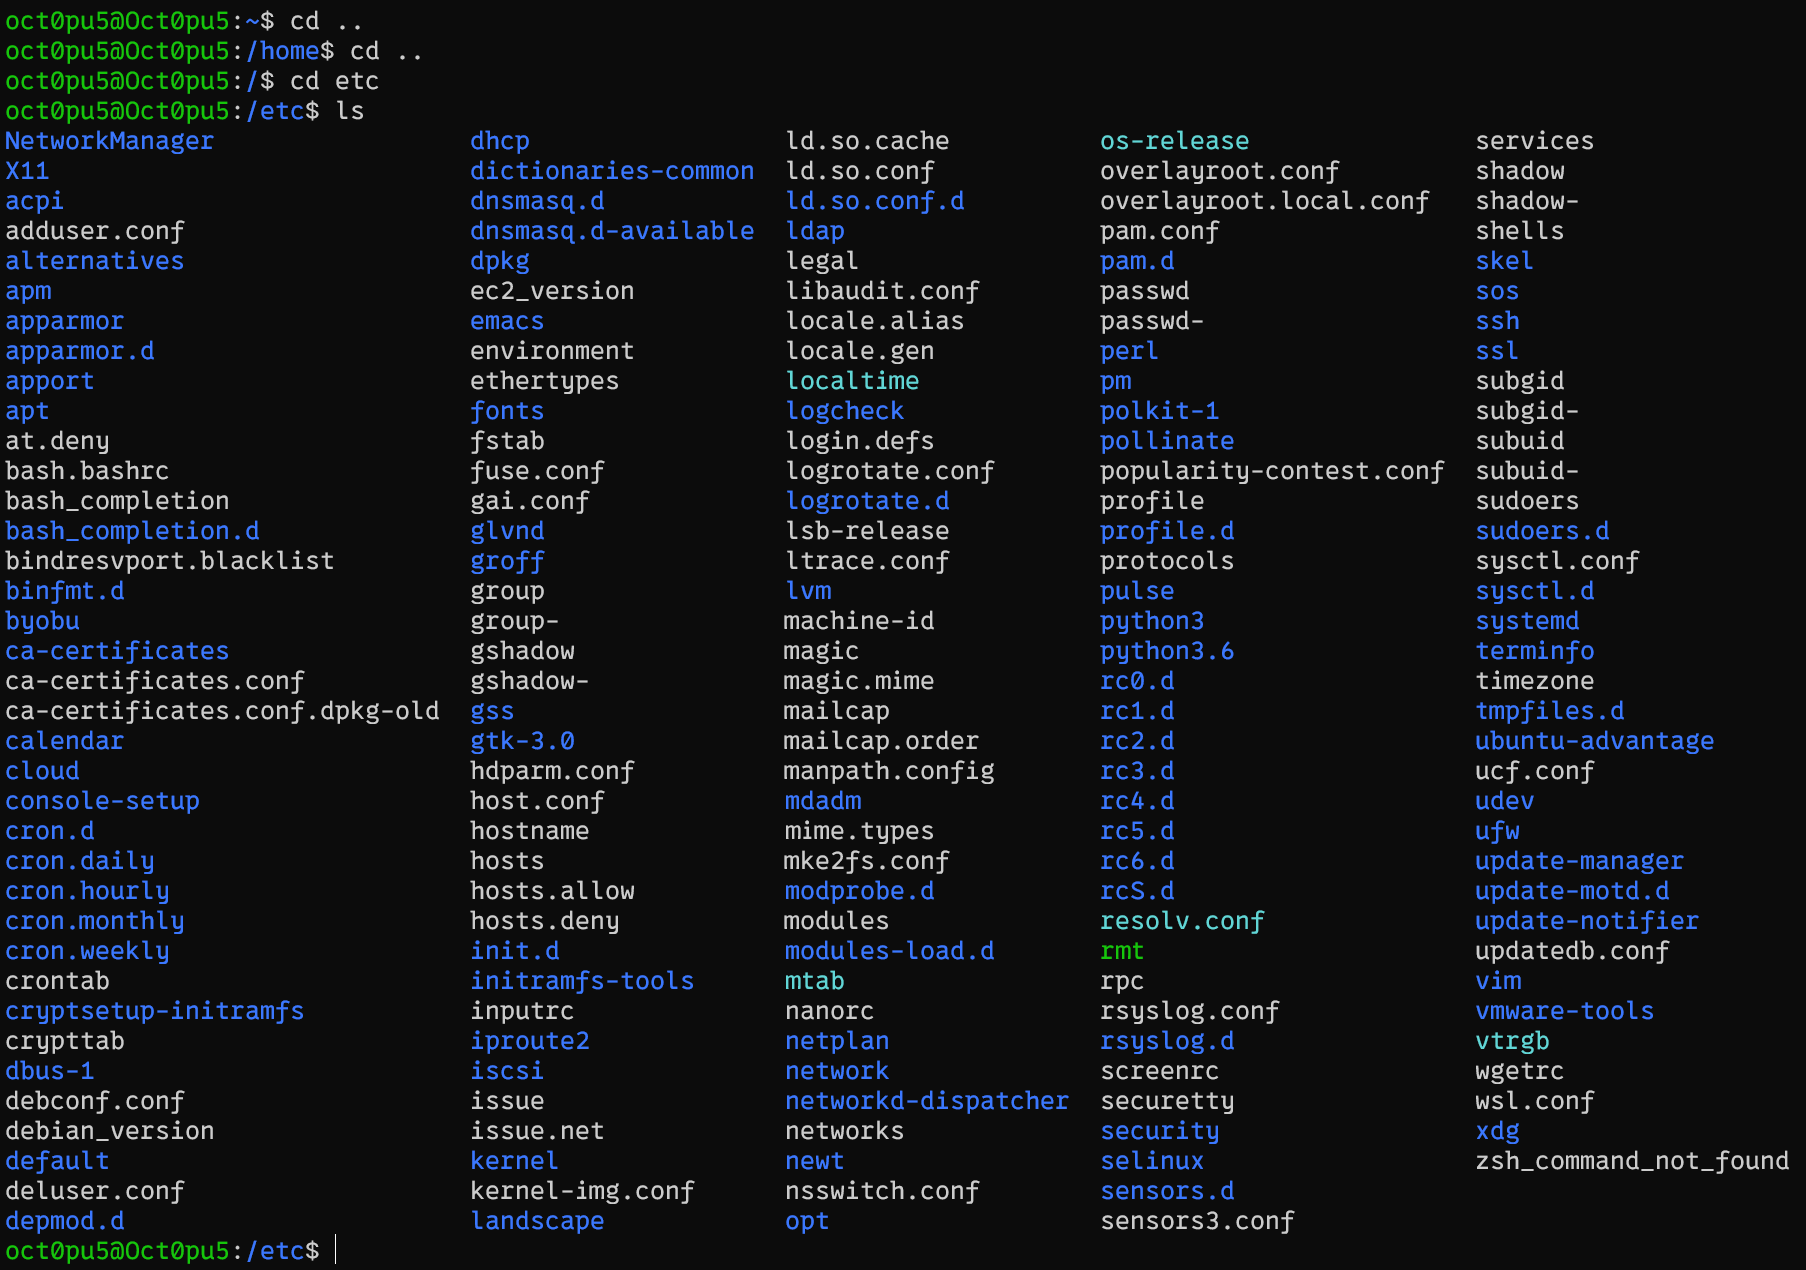 oct0pu5@Oct0pu5:~$ cd ..
oct0pu5@Oct0pu5:/home$ cd ..
oct0pu5@Oct0pu5:/$ cd etc
oct0pu5@Oct0pu5:/etc$ ls
NetworkManager dhcp ld.so.cache os-release services
X11 dictionaries-common ld.so.conf overlayroot.conf shadow
acpi dnsmasq.d ld.so.conf.d overlayroot.local.conf shadow-
adduser.conf dnsmasq.d-available ldap pam.conf shells
alternatives dpkg legal pam.d skel
apm ec2_version libaudit.conf passwd sos
apparmor emacs locale.alias passwd- ssh
apparmor.d environment locale.gen perl ssl
apport ethertypes localtime pm subgid
apt fonts logcheck polkit-1 subgid-
at.deny fstab login.defs pollinate subuid
bash.bashrc fuse.conf logrotate.conf popularity-contest.conf subuid-
bash_completion gai.conf logrotate.d profile sudoers
bash_completion.d glvnd lsb-release profile.d sudoers.d
bindresvport.blacklist groff ltrace.conf protocols sysctl.conf
binfmt.d group lvm pulse sysctl.d
byobu group- machine-id python3 systemd
ca-certificates gshadow magic python3.6 terminfo
ca-certificates.conf gshadow- magic.mime rc0.d timezone
ca-certificates.conf.dpkg-old gss mailcap rc1.d tmpfiles.d
calendar gtk-3.0 mailcap.order rc2.d ubuntu-advantage
cloud hdparm.conf manpath.config rc3.d ucf.conf
console-setup host.conf mdadm rc4.d udev
cron.d hostname mime.types rc5.d ufw
cron.daily hosts mke2fs.conf rc6.d update-manager
cron.hourly hosts.allow modprobe.d rcS.d update-motd.d
cron.monthly hosts.deny modules resolv.conf update-notifier
cron.weekly init.d modules-load.d rmt updatedb.conf
crontab initramfs-tools mtab rpc vim
cryptsetup-initramfs inputrc nanorc rsyslog.conf vmware-tools
crypttab iproute2 netplan rsyslog.d vtrgb
dbus-1 iscsi network screenrc wgetrc
debconf.conf issue networkd-dispatcher securetty wsl.conf
debian_version issue.net networks security xdg
default kernel newt selinux zsh_command_not_found
deluser.conf kernel-img.conf nsswitch.conf sensors.d
depmod.d landscape opt sensors3.conf
oct0pu5@Oct0pu5:/etc$